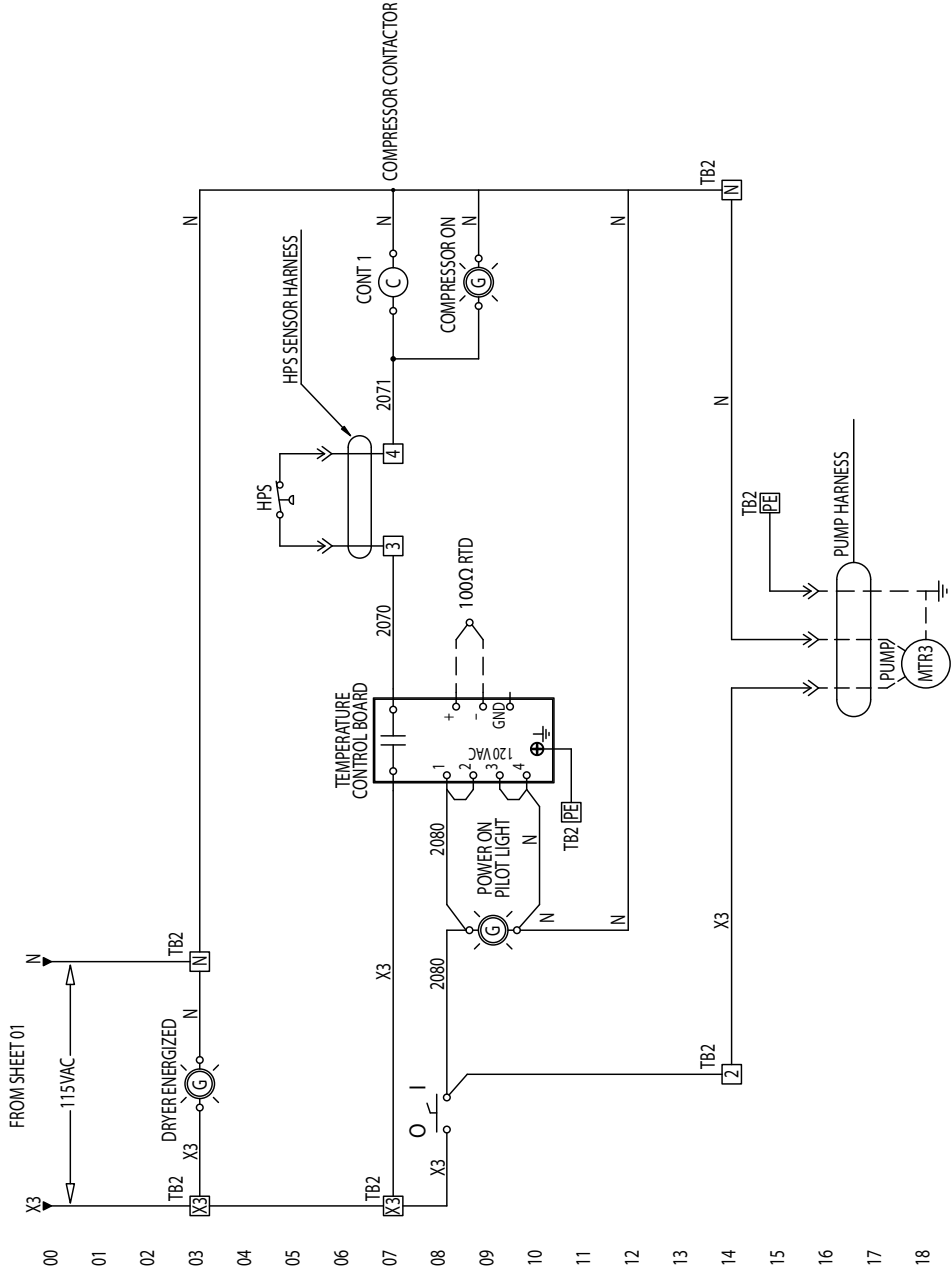 FROM SHEET 01
X3
N
00
115VAC
01
02
TB2
DRYER ENERGIZED
TB2
03
X3
X3
G
N
N
N
04
HPS
HPS SENSOR HARNESS
05
06
TEMPERATURE
CONTROL BOARD
CONT 1
COMPRESSOR CONTACTOR
TB2
07
X3
X3
2070
3
4
2071
C
N
08
O
I
X3
2080
2080
1
2
3
4
120 VAC
+
-
GND
100Ω RTD
POWER ON
PILOT LIGHT
G
COMPRESSOR ON
G
N
09
N
N
10
TB2
PE
11
12
N
N
13
TB2
TB2
14
2
X3
N
N
15
TB2
PE
16
17
PUMP
MTR3
PUMP HARNESS
18